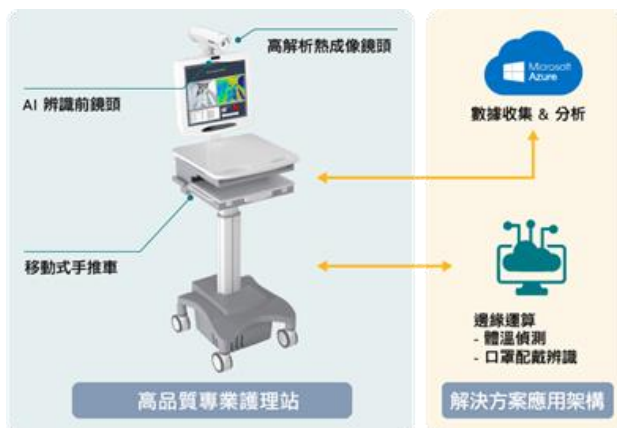 高解析熱成像鏡頭
AI 辨識前鏡頭
移動式手推車
高品質專業護理站
Microsoft
Azure
數據收集 & 分析
邊緣運算
- 體溫偵測
- 口罩配戴辨識
解決方案應用架構